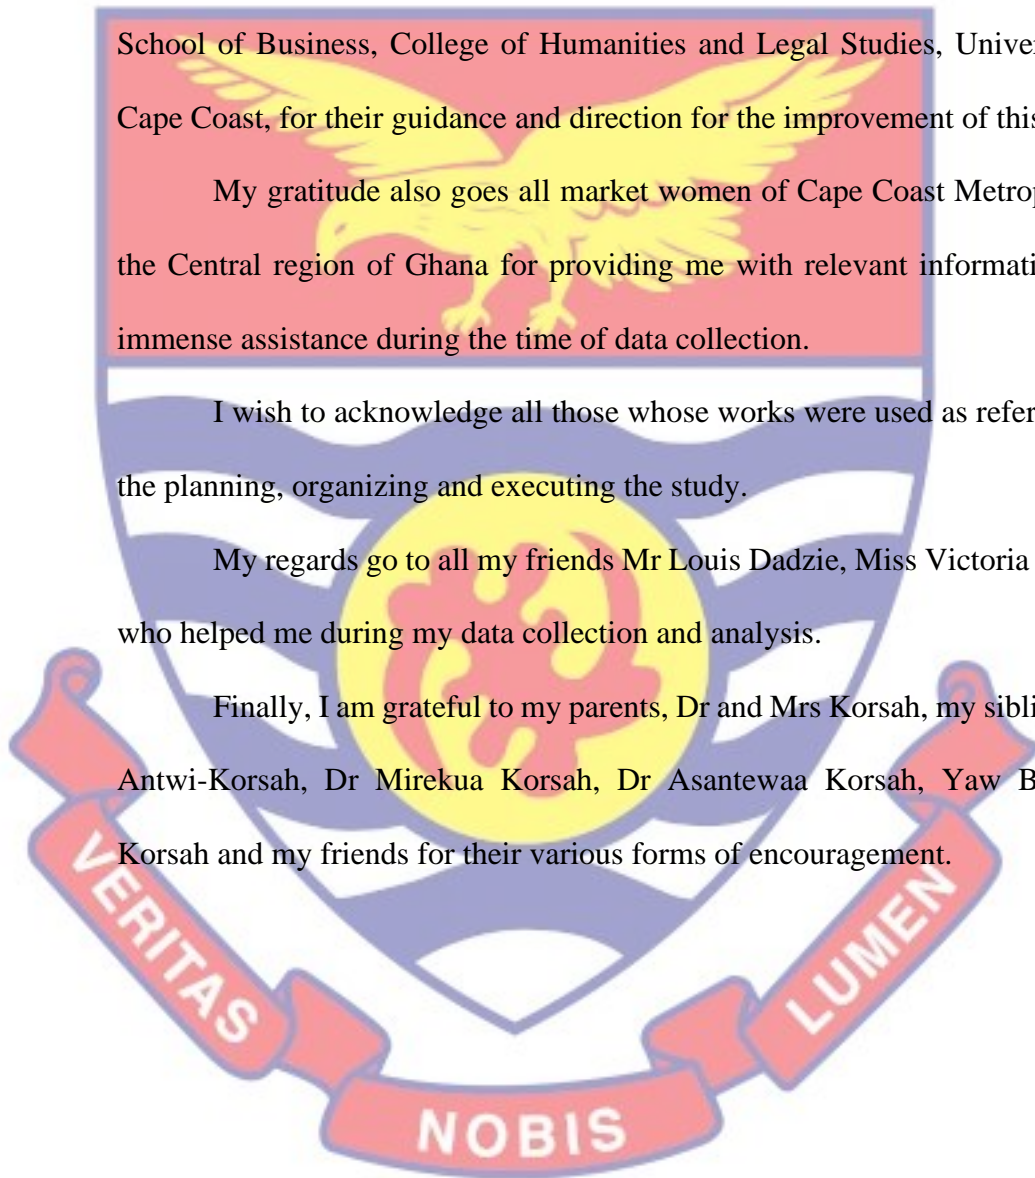 School of Business, College of Humanities and Legal Studies, Univer
Cape Coast, for their guidance and direction for the improvement of this
My gratitude also goes all market women of Cape Coast Metrop
the Central region of Ghana for providing me with relevant informati
immense assistance during the time of data collection.
I wish to acknowledge all those whose works were used as refer
the planning, organizing and executing the study.
My regards go to all my friends Mr Louis Dadzie, Miss Victoria
who helped me during my data collection and analysis.
Finally, I am grateful to my parents, Dr and Mrs Korsah, my sibli
Antwi-Korsah, Dr Mirekua Korsah, Dr Asantewaa Korsah, Yaw B
Korsah and my friends for their various forms of encouragement.
VERITAS
NOBIS
LUMEN